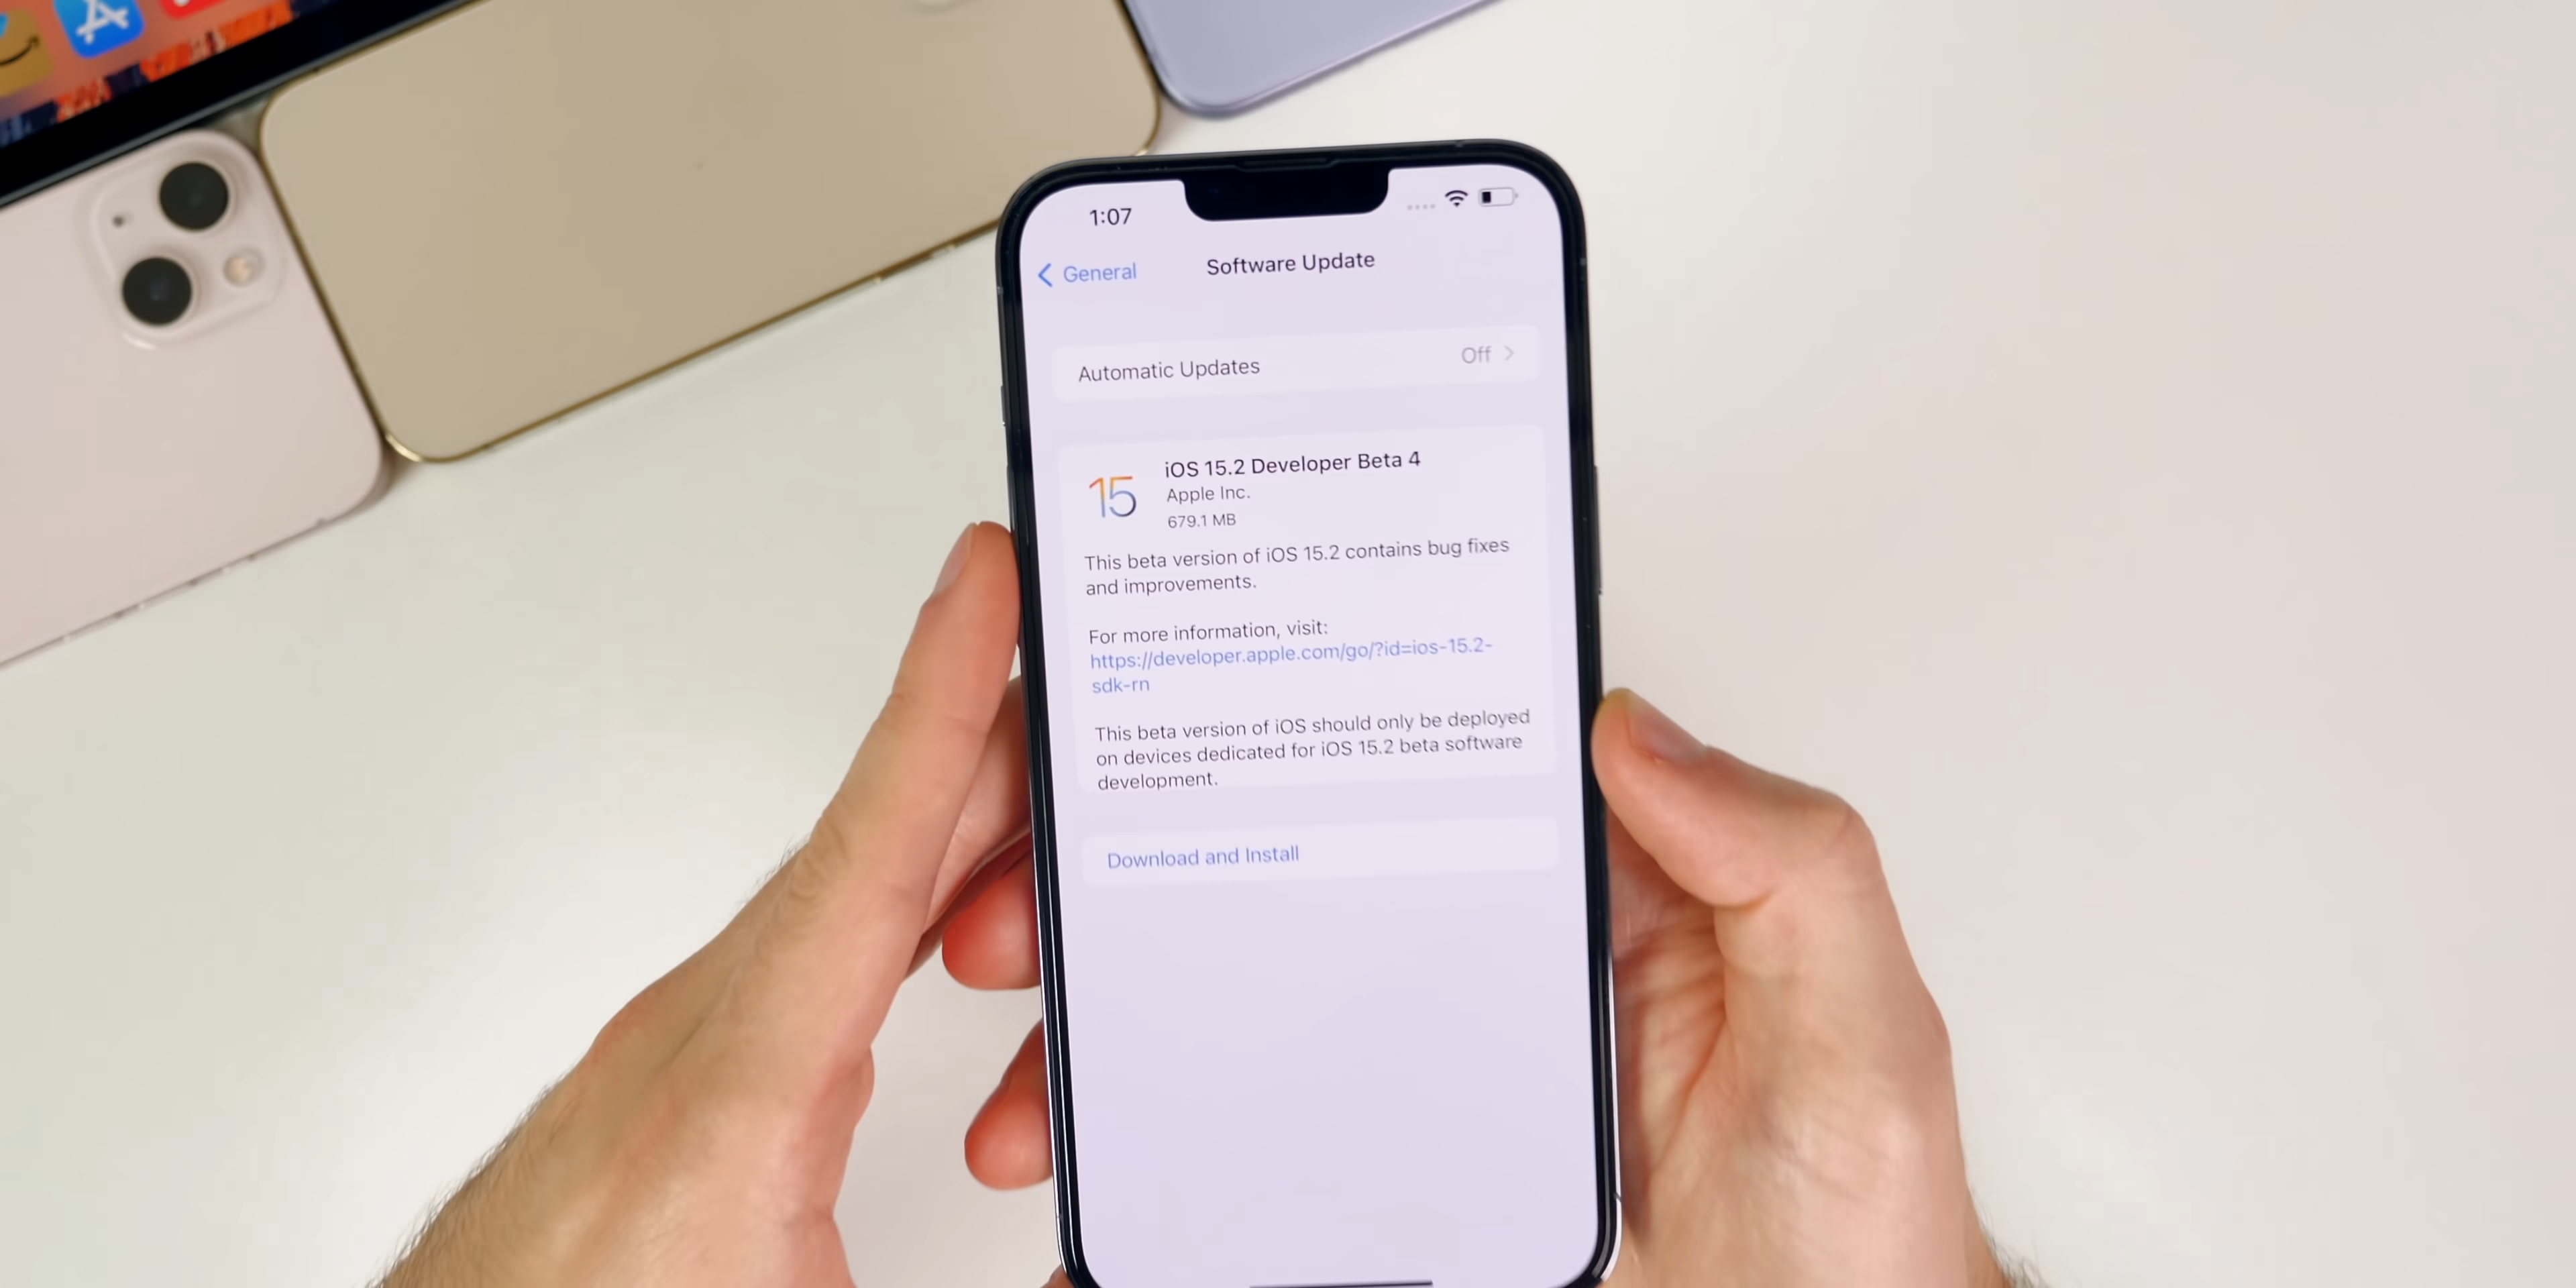 1:07
General
Software Update
Automatic Updates
Off
15
iOS 15.2 Developer Beta 4
Apple Inc.
679.1 MB
This beta version of iOS 15.2 contains bug fixes
and improvements.
For more information, visit:
https://developer.apple.com/go/?id=ios-15.2-
sdk-rn
This beta version of iOS should only be deployed
on devices dedicated for iOS 15.2 beta software
development.
Download and Install